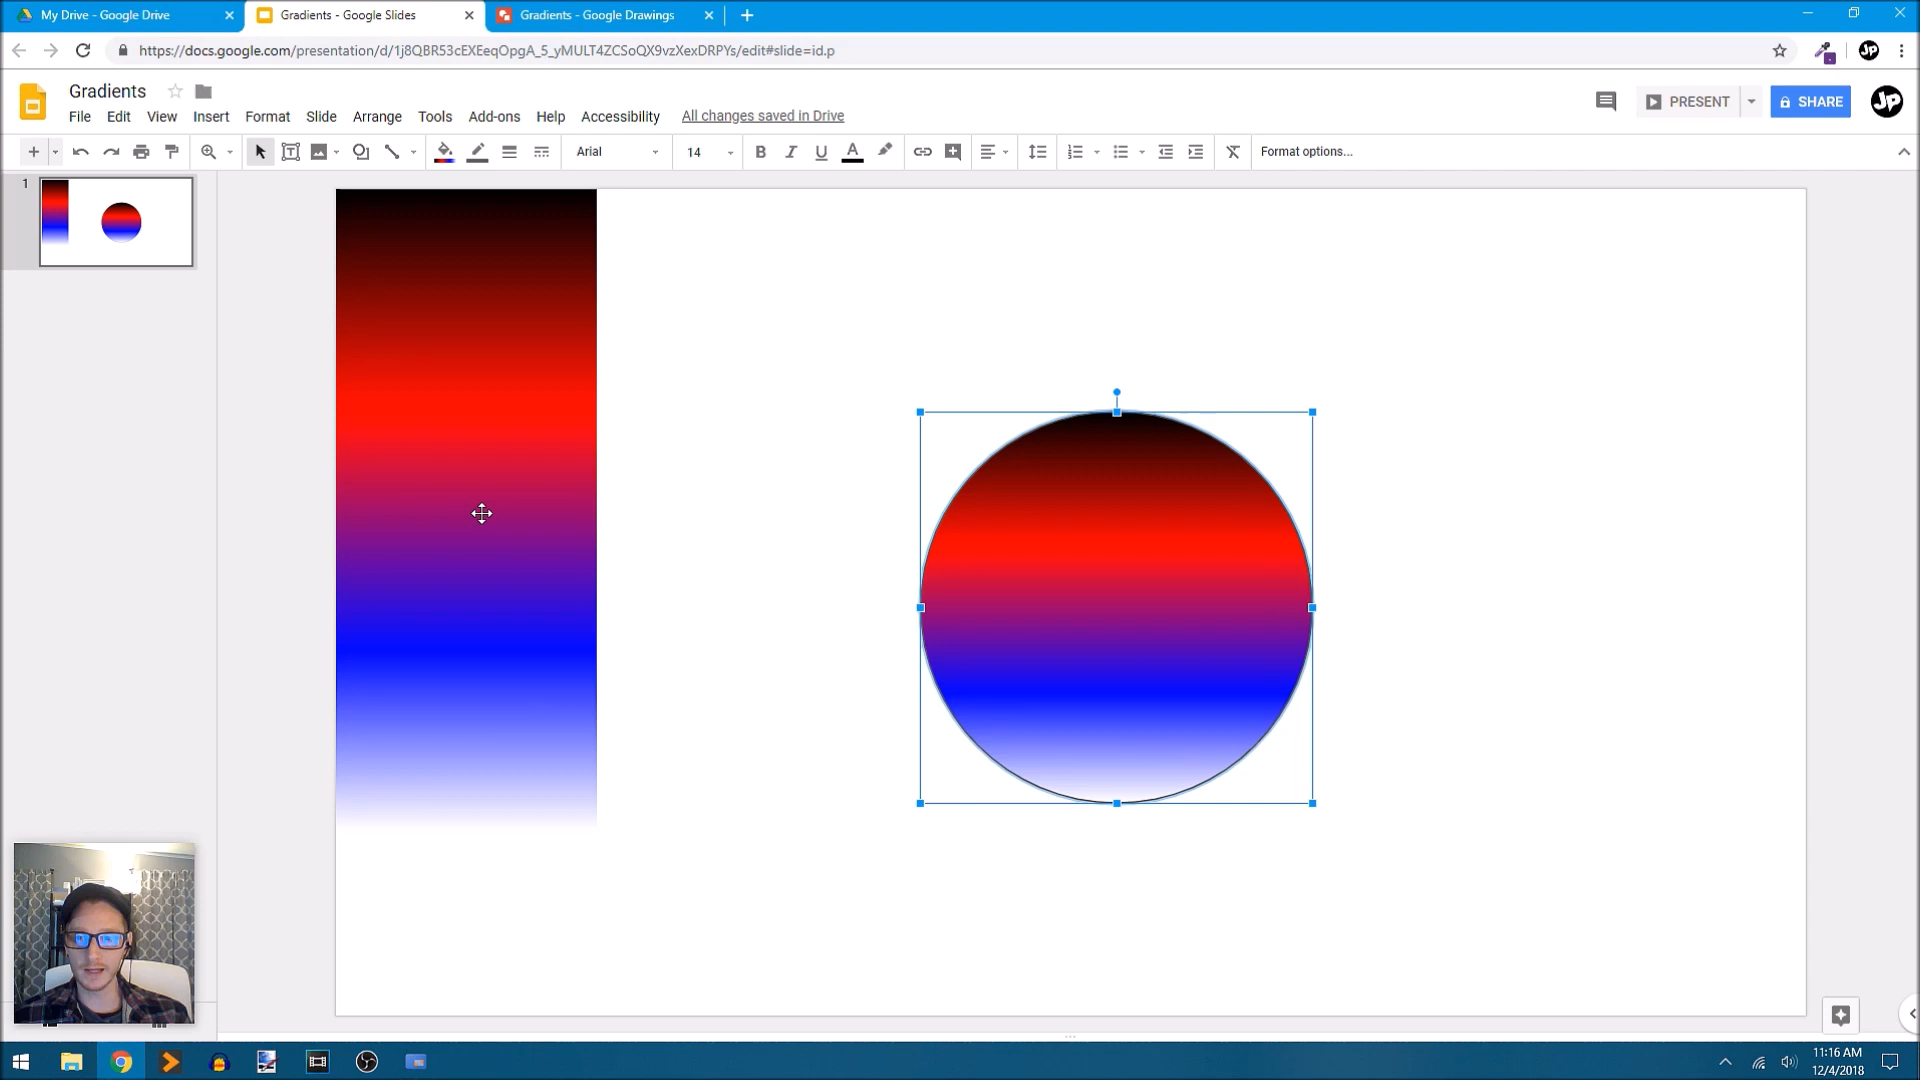 My Drive - Google Drive
Gradients - Google Slides
Gradients - Google Drawings
https://docs.google.com/presentation/d/1j8QBR53cEXEeqOpgA_5_yMULT4ZCSoQX9vzXexDRPYs/edit#slide=id.p
JP
Gradients
File Edit View Insert Format Slide Arrange Tools Add-ons Help Accessibility All changes saved in Drive
PRESENT
SHARE
JP
Arial
14
B I U A
Format options...
1
11:16 AM
12/4/2018